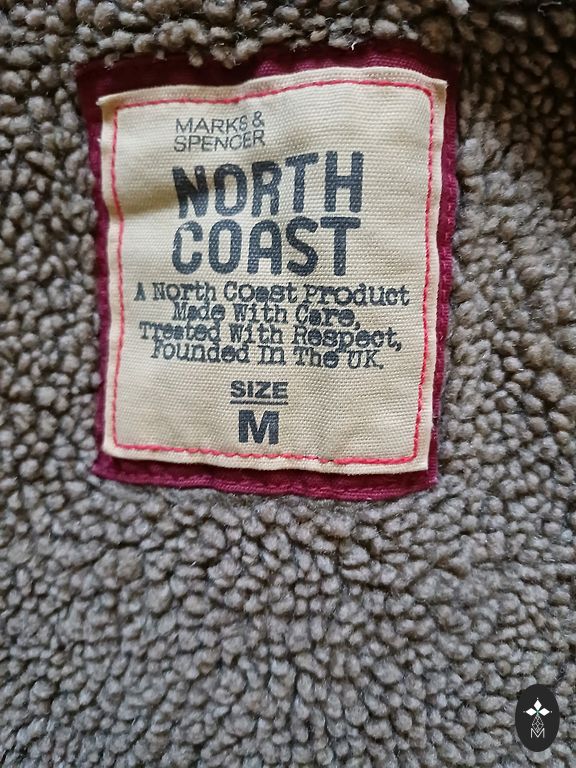 MARKS &
SPENCER
NORTH
COAST
A North Coast Product
Made With Care,
Treated With Respect,
Founded In The UK.
SIZE
M
M